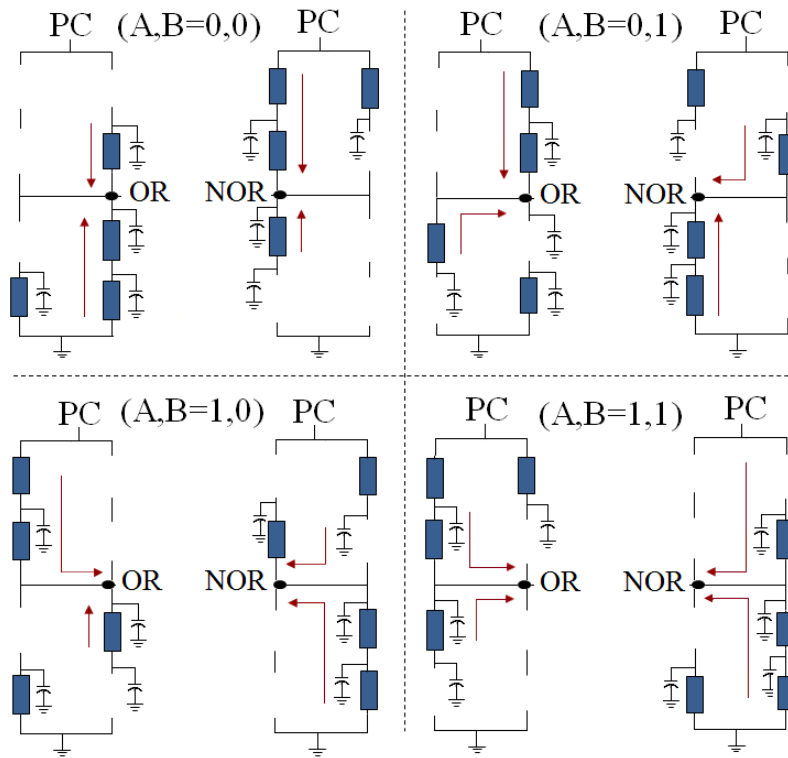 PC (A,B=0,0) PC
OR
NOR
PC (A,B=0,1) PC
OR
NOR
PC (A,B=1,0) PC
OR
NOR
PC (A,B=1,1) PC
OR
NOR